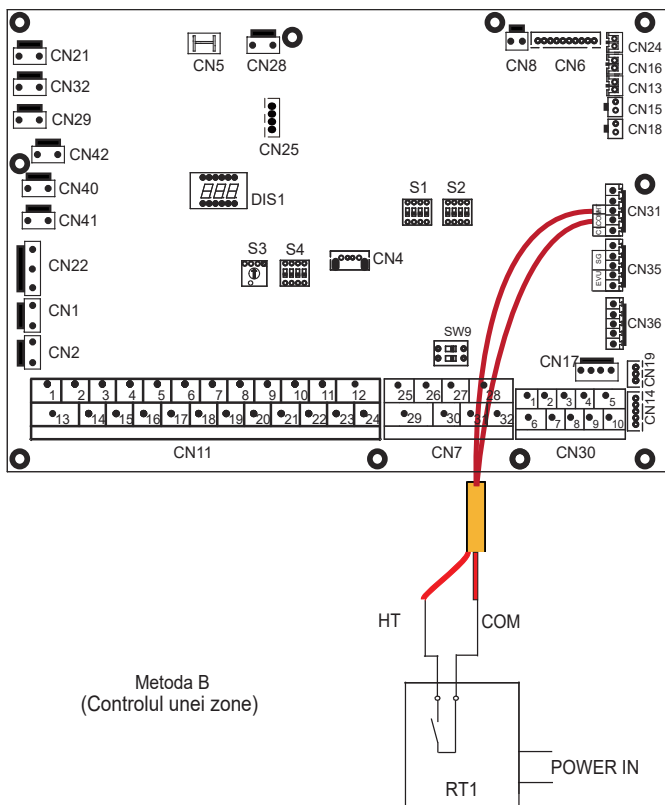 CN21
CN32
CN29
CN42
CN40
CN41
CN22
CN1
CN2
CN5
CN28
CN25
DIS1
CN8
CN6
CN24
CN16
CN13
CN15
CN18
S1
S2
S3
S4
CN4
CN31
SG
EVU
CN35
CN36
SW9
CN17
CN19
CN14
1 2 3 4 5 6 7 8 9 10 11 12
13 14 15 16 17 18 19 20 21 22 23 24
CN11
25 26 27 28
29 30 31 32
CN7
1 2 3 4 5
6 7 8 9 10
CN30
HT
COM
Metoda B
(Controlul unei zone)
RT1
POWER IN